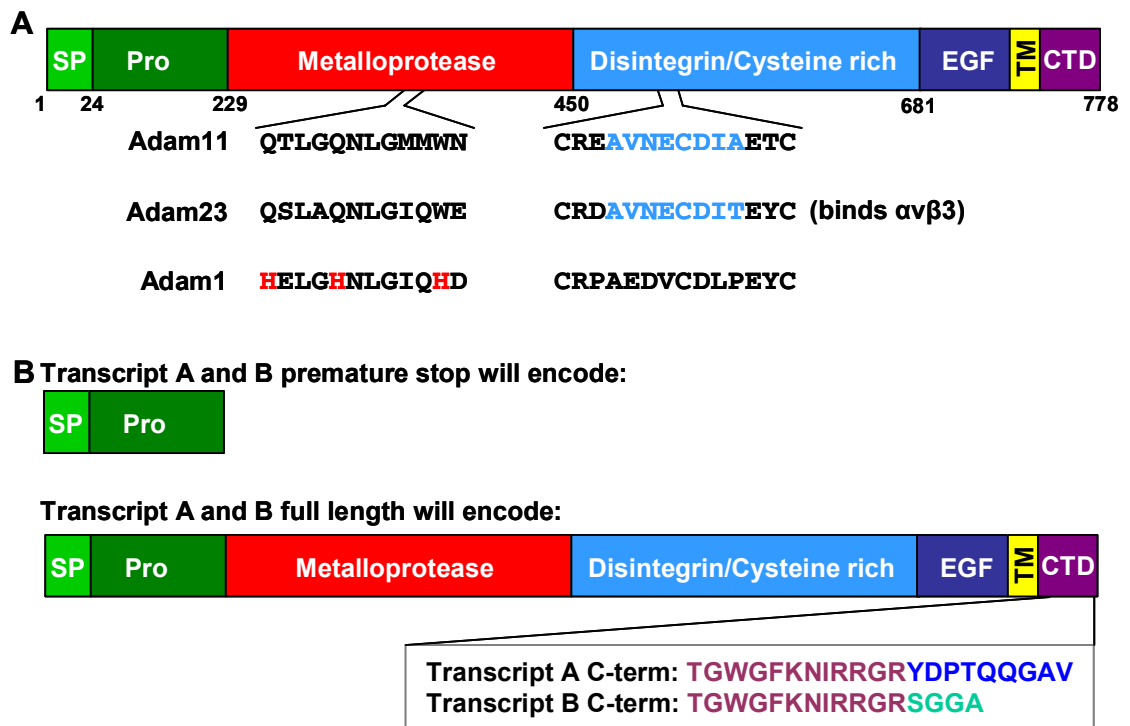 A
SP Pro Metalloprotease Disintegrin/Cysteine rich EGF TM CTD
1 24 229 450 681 778
Adam11 QTLGQNLGMMWN CREAVNECDIAETC
Adam23 QSLAQNLGIQWE CRDAVNECDITEYC (binds αvβ3)
Adam1 HELGHNLGIQHD CRPAEDVCDLPEYC
B Transcript A and B premature stop will encode:
SP Pro
Transcript A and B full length will encode:
SP Pro Metalloprotease Disintegrin/Cysteine rich EGF TM CTD
Transcript A C-term: TGWGFKNIRRGRYDPTQQGAV
Transcript B C-term: TGWGFKNIRRGRSGGA